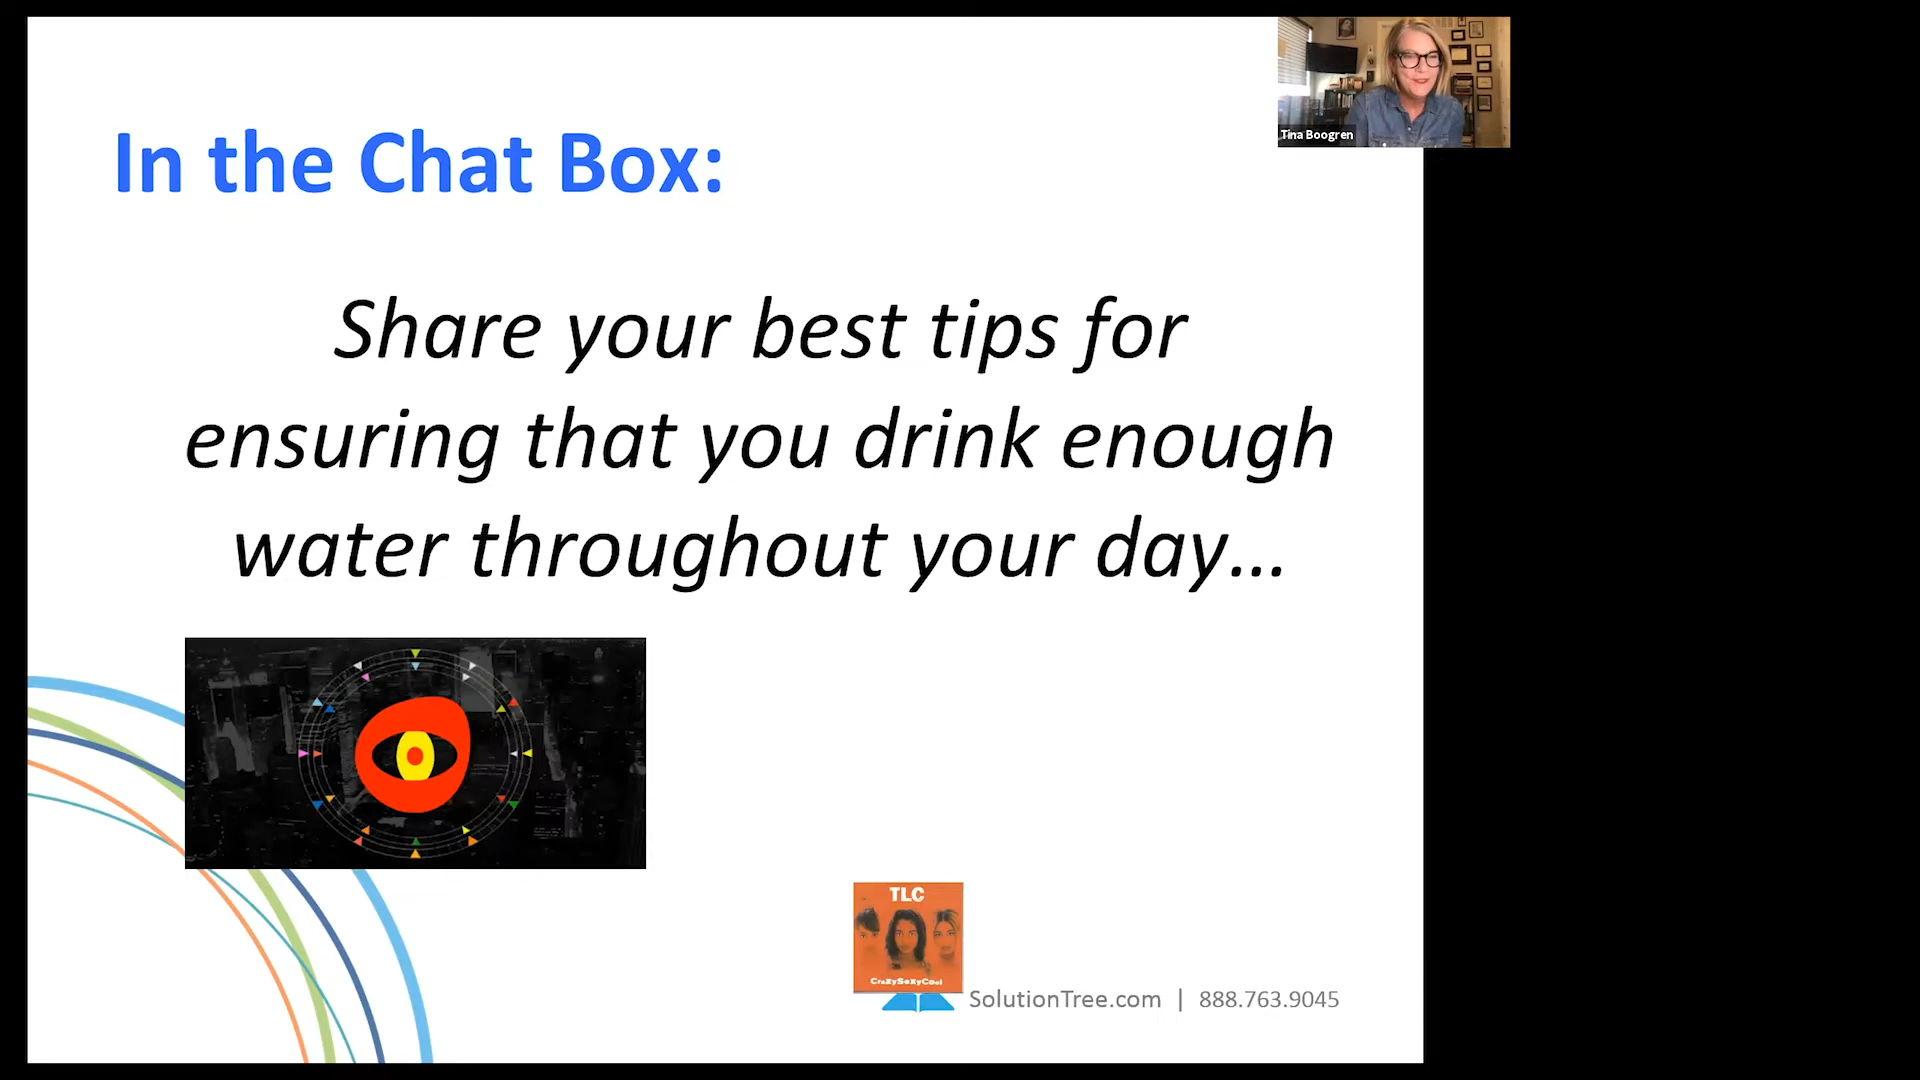 Tina Boogren
In the Chat Box:
Share your best tips for
ensuring that you drink enough
water throughout your day...
TLC
CraZySeXyCool
SolutionTree.com | 888.763.9045